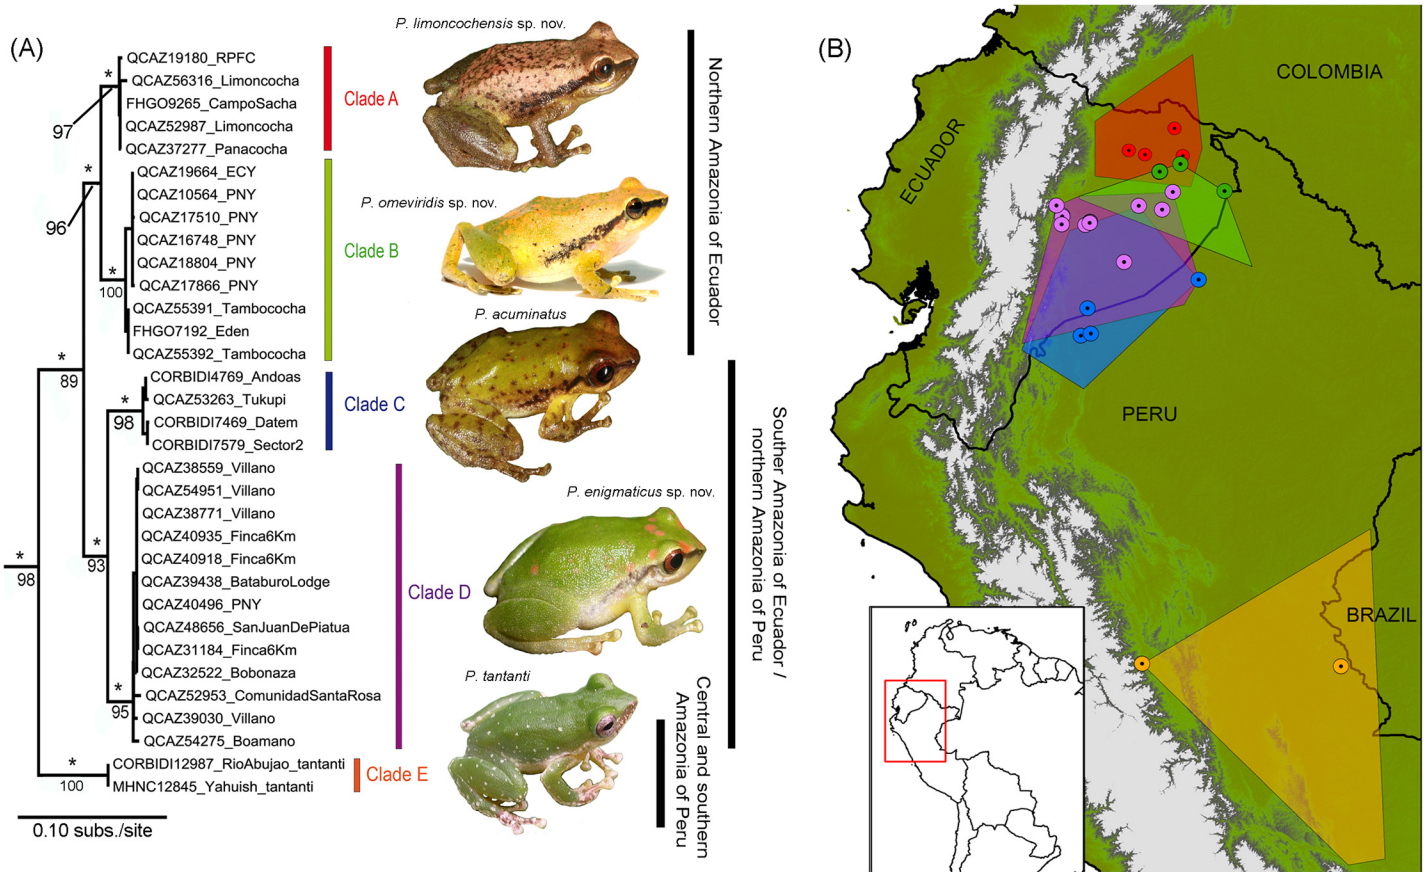 (A)
QCAZ19180_RPFC
QCAZ56316_Limoncocha
FHGO9265_CampoSacha
QCAZ52987_Limoncocha
QCAZ37277_Panacocha
QCAZ19664_ECY
QCAZ10564_PNY
QCAZ17510_PNY
QCAZ16748_PNY
QCAZ18804_PNY
QCAZ17866_PNY
QCAZ55391_Tambococha
FHGO7192_Eden
QCAZ55392_Tambococha
CORBIDI4769_Andoas
QCAZ53263_Tukupi
CORBIDI7469_Datem
CORBIDI7579_Sector2
QCAZ38559_Villano
QCAZ54951_Villano
QCAZ38771_Villano
QCAZ40935_Finca6Km
QCAZ40918_Finca6Km
QCAZ39438_BataburoLodge
QCAZ40496_PNY
QCAZ48656_SanJuanDePiatua
QCAZ31184_Finca6Km
QCAZ32522_Bobonaza
QCAZ52953_ComunidadSantaRosa
QCAZ39030_Villano
QCAZ54275_Boamano
CORBIDI12987_RioAbujao_tantanti
MHNC12845_Yahuish_tantanti
*
97
*
96
*
100
*
89
*
98
*
93
*
98
*
95
*
100
0.10 subs./site
Clade A
Clade B
Clade C
Clade D
Clade E
P. limoncochensis sp. nov.
P. omeviridis sp. nov.
P. acuminatus
P. enigmaticus sp. nov.
P. tantanti
Northern Amazonia of Ecuador
Souther Amazonia of Ecuador /
northern Amazonia of Peru
Central and southern
Amazonia of Peru
(B)
COLOMBIA
ECUADOR
PERU
BRAZIL